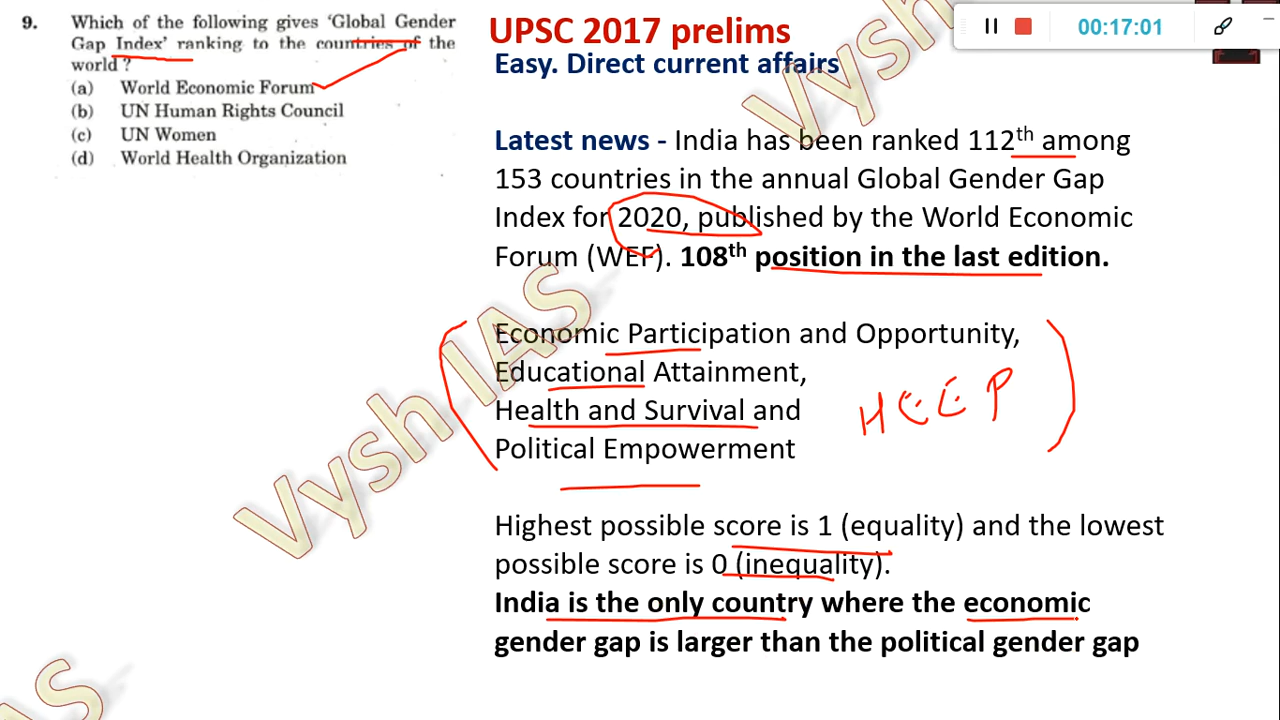 9. Which of the following gives 'Global Gender
Gap Index' ranking to the countries of the
world ?
(a) World Economic Forum
(b) UN Human Rights Council
(c) UN Women
(d) World Health Organization
UPSC 2017 prelims
Easy. Direct current affairs
00:17:01
Latest news - India has been ranked 112th among
153 countries in the annual Global Gender Gap
Index for 2020, published by the World Economic
Forum (WEF). 108th position in the last edition.
Economic Participation and Opportunity,
Educational Attainment,
Health and Survival and
Political Empowerment
HEEP
Highest possible score is 1 (equality) and the lowest
possible score is 0 (inequality).
India is the only country where the economic
gender gap is larger than the political gender gap
Vysh IAS
Vysh
IAS